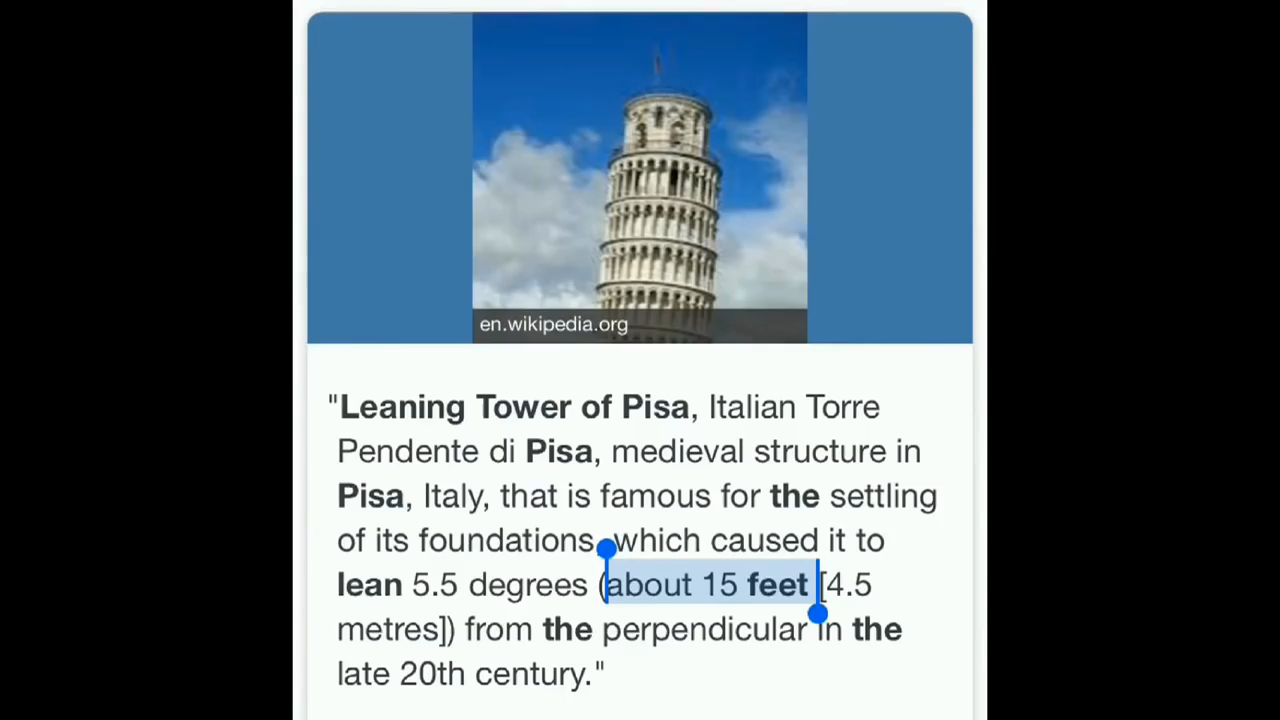 en.wikipedia.org
"Leaning Tower of Pisa, Italian Torre
Pendente di Pisa, medieval structure in
Pisa, Italy, that is famous for the settling
of its foundations, which caused it to
lean 5.5 degrees (about 15 feet [4.5
metres]) from the perpendicular in the
late 20th century."